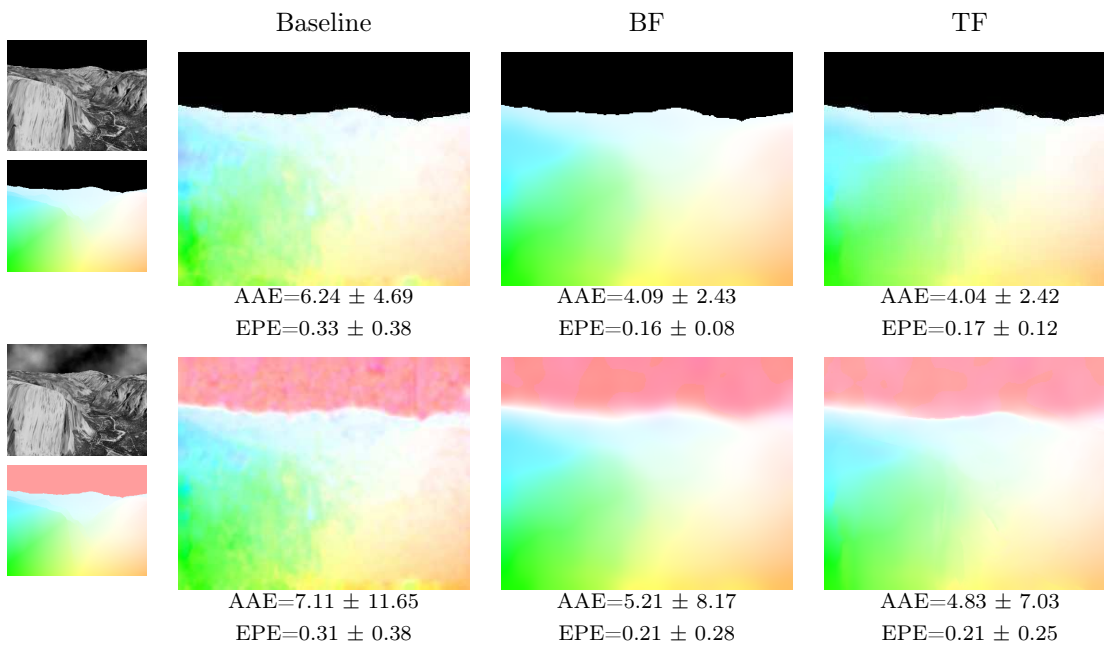 Baseline BF TF
AAE=6.24 ± 4.69 AAE=4.09 ± 2.43 AAE=4.04 ± 2.42
EPE=0.33 ± 0.38 EPE=0.16 ± 0.08 EPE=0.17 ± 0.12
AAE=7.11 ± 11.65 AAE=5.21 ± 8.17 AAE=4.83 ± 7.03
EPE=0.31 ± 0.38 EPE=0.21 ± 0.28 EPE=0.21 ± 0.25